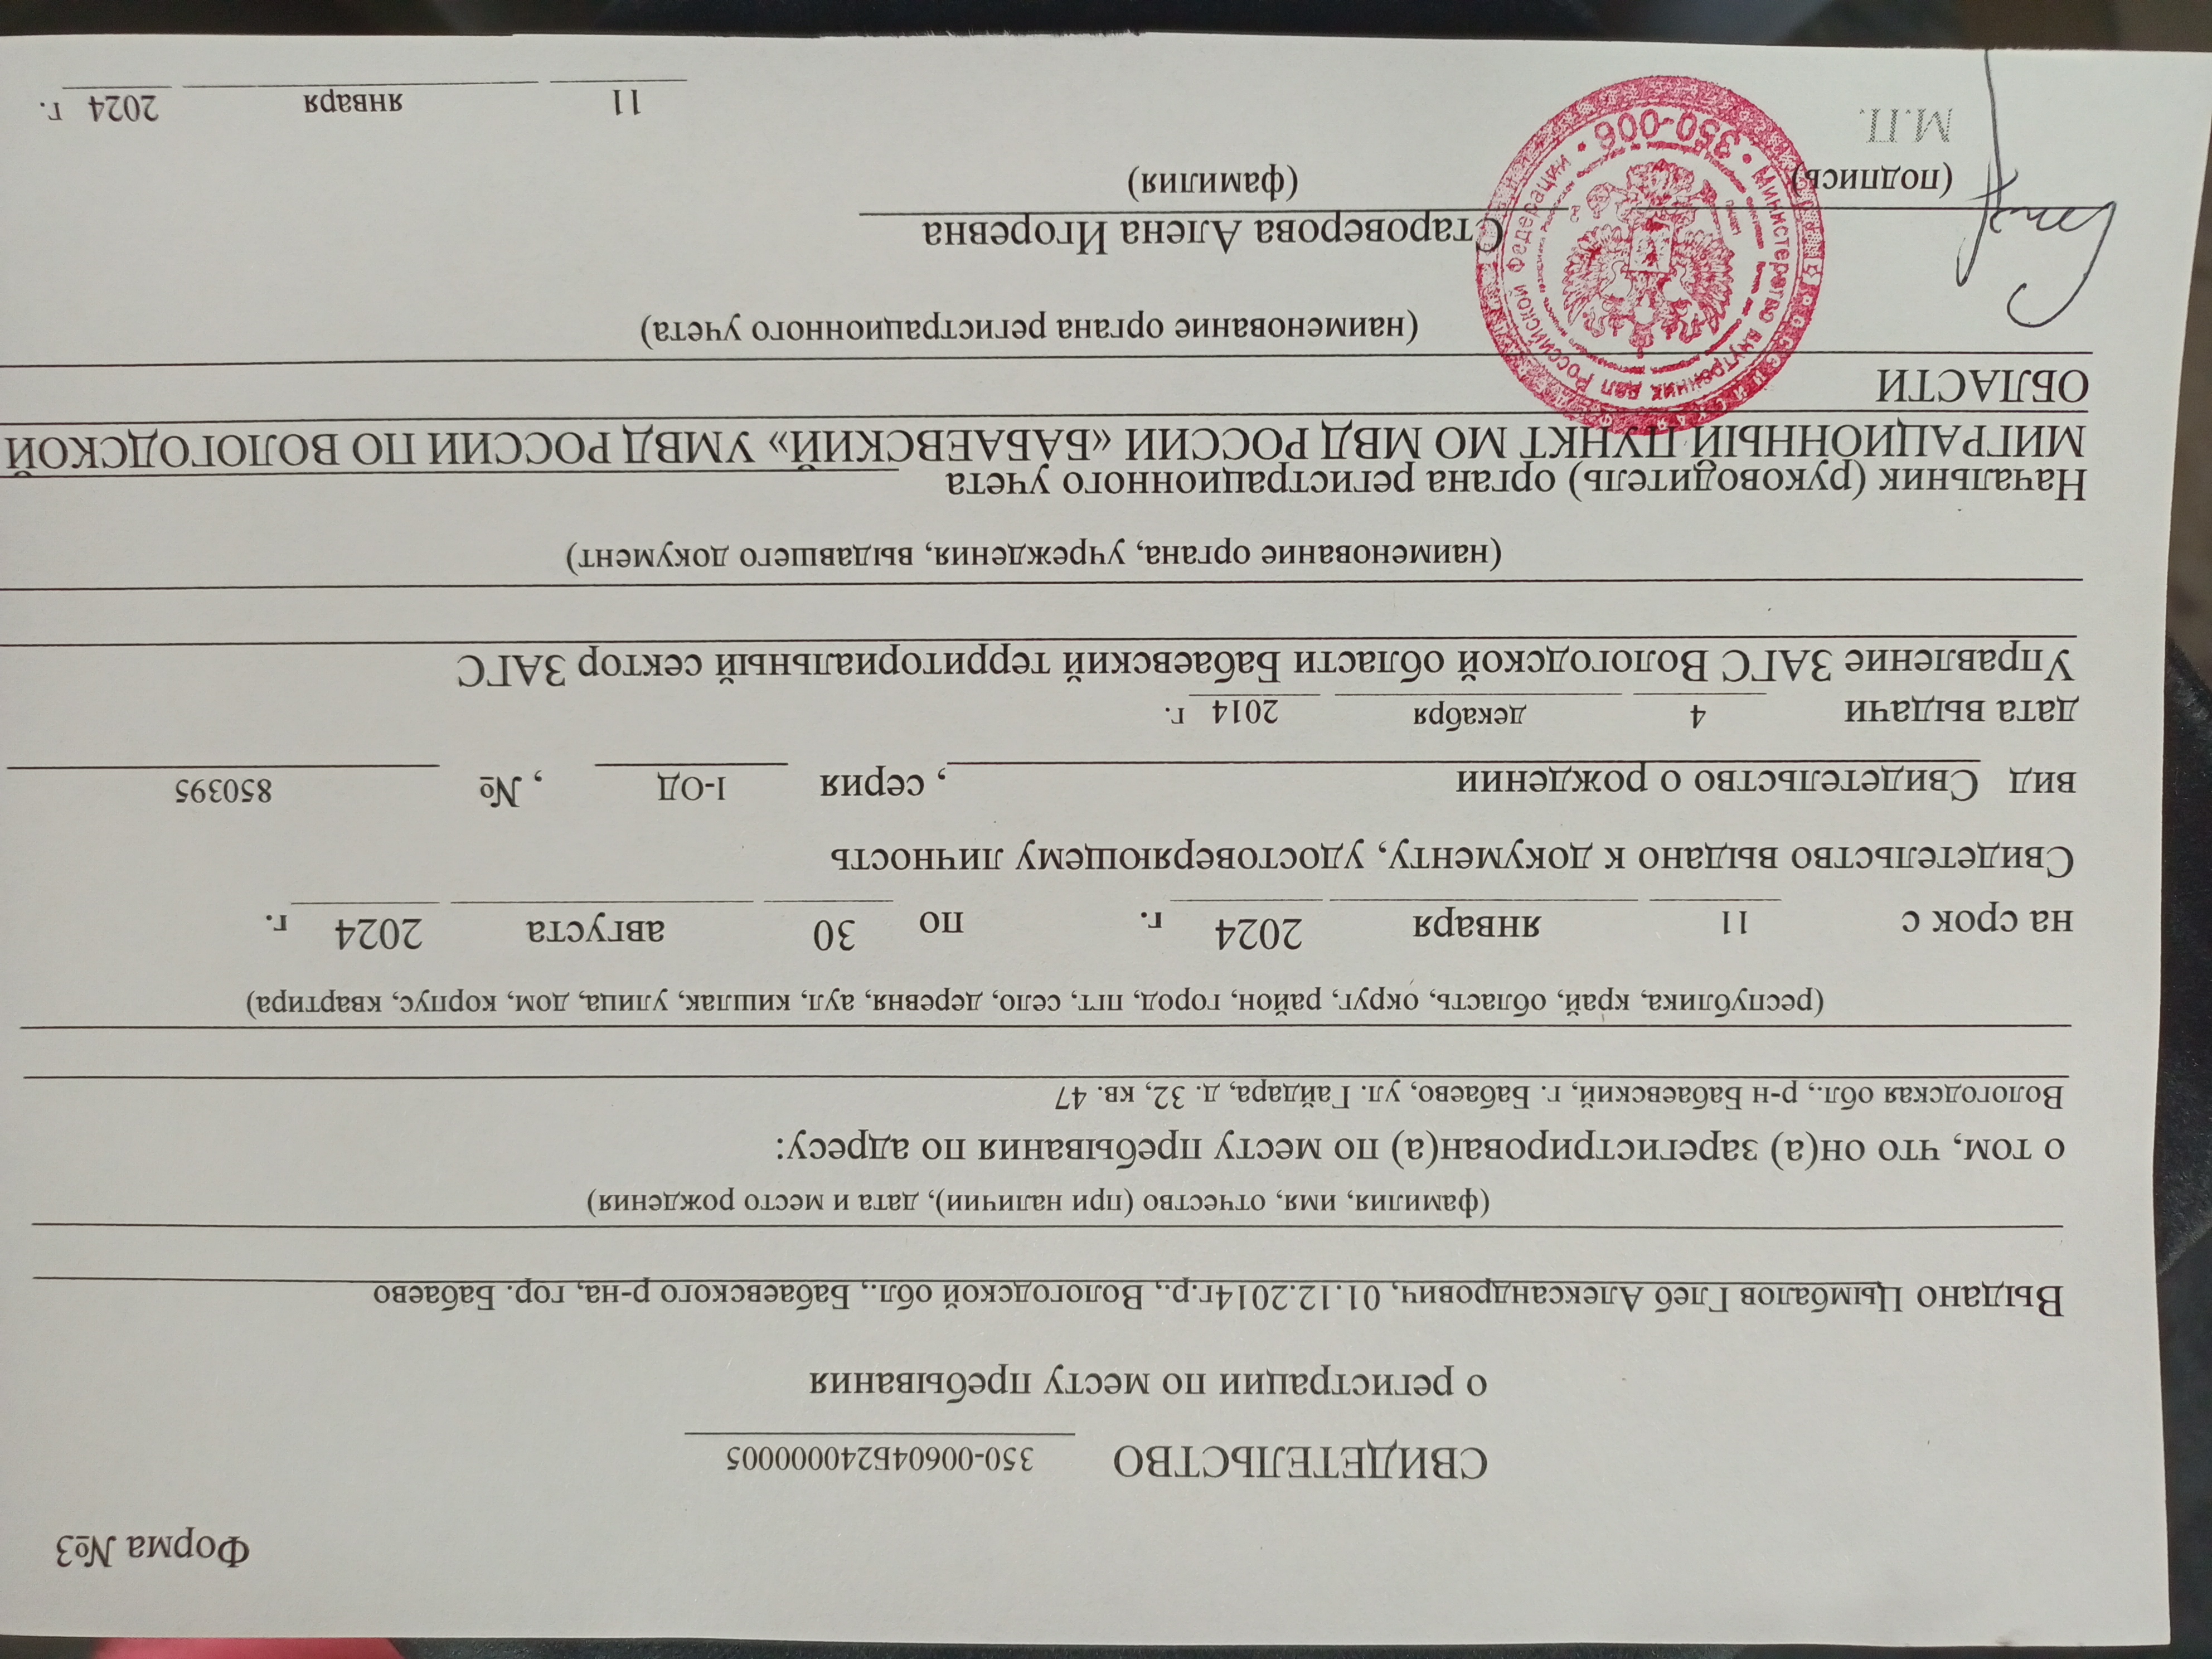 Форма №3
СВИДЕТЕЛЬСТВО 350-00604Б24000005
о регистрации по месту пребывания
Выдано Цымбалов Глеб Александрович, 01.12.2014г.р., Вологодской обл., Бабаевского р-на, гор. Бабаево
(фамилия, имя, отчество (при наличии), дата и место рождения)
о том, что он(а) зарегистрирован(а) по месту пребывания по адресу:
Вологодская обл., р-н Бабаевский, г. Бабаево, ул. Гайдара, д. 32, кв. 47
(республика, край, область, округ, район, город, пгт, село, деревня, аул, кишлак, улица, дом, корпус, квартира)
на срок с 11 января 2024 г. по 30 августа 2024 г.
Свидетельство выдано к документу, удостоверяющему личность
вид Свидетельство о рождении , серия I-ОД , № 850395
дата выдачи 4 декабря 2014 г.
Управление ЗАГС Вологодской области Бабаевский территориальный сектор ЗАГС
(наименование органа, учреждения, выдавшего документ)
Начальник (руководитель) органа регистрационного учета
МИГРАЦИОННЫЙ ПУНКТ МО МВД РОССИИ «БАБАЕВСКИЙ» УМВД РОССИИ ПО ВОЛОГОДСКОЙ
ОБЛАСТИ
(наименование органа регистрационного учета)
Староверова Алена Игоревна
(подпись) (фамилия)
М.П.
11 января 2024 г.
Министерство внутренних дел Российской Федерации
350-006